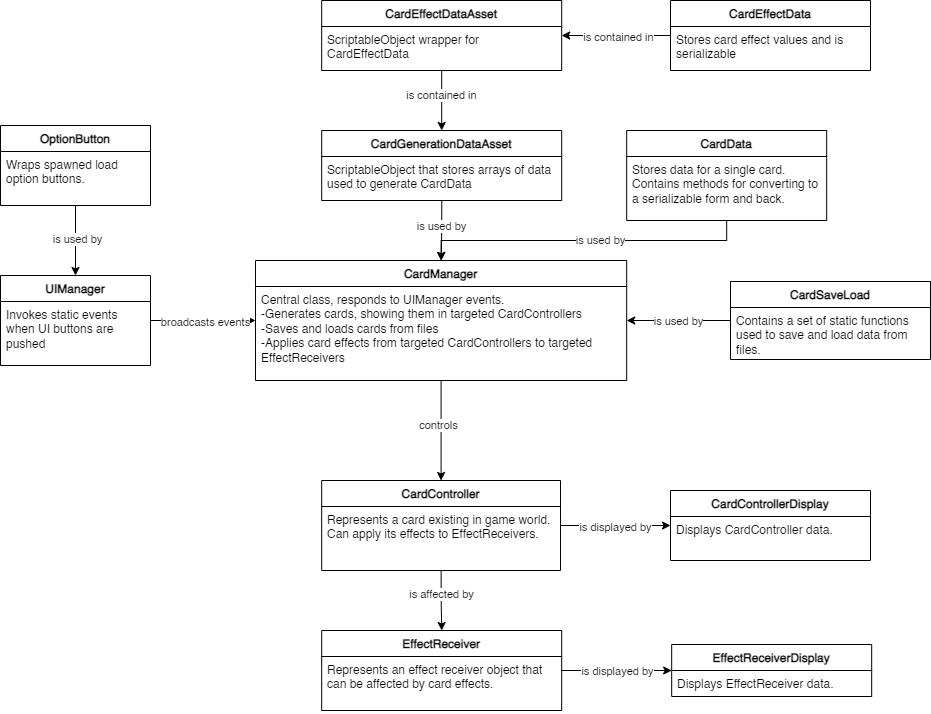 CardEffectDataAsset
ScriptableObject wrapper for
CardEffectData
is contained in
CardEffectData
Stores card effect values and is
serializable
is contained in
OptionButton
Wraps spawned load
option buttons.
CardGenerationDataAsset
ScriptableObject that stores arrays of data
used to generate CardData
CardData
Stores data for a single card.
Contains methods for converting to
a serializable form and back.
is used by
is used by
is used by
UIManager
Invokes static events
when UI buttons are
pushed
broadcasts events
CardManager
Central class, responds to UIManager events.
-Generates cards, showing them in targeted CardControllers
-Saves and loads cards from files
-Applies card effects from targeted CardControllers to targeted
EffectReceivers
is used by
CardSaveLoad
Contains a set of static functions
used to save and load data from
files.
controls
CardController
Represents a card existing in game world.
Can apply its effects to EffectReceivers.
is displayed by
CardControllerDisplay
Displays CardController data.
is affected by
EffectReceiver
Represents an effect receiver object that
can be affected by card effects.
is displayed by
EffectReceiverDisplay
Displays EffectReceiver data.